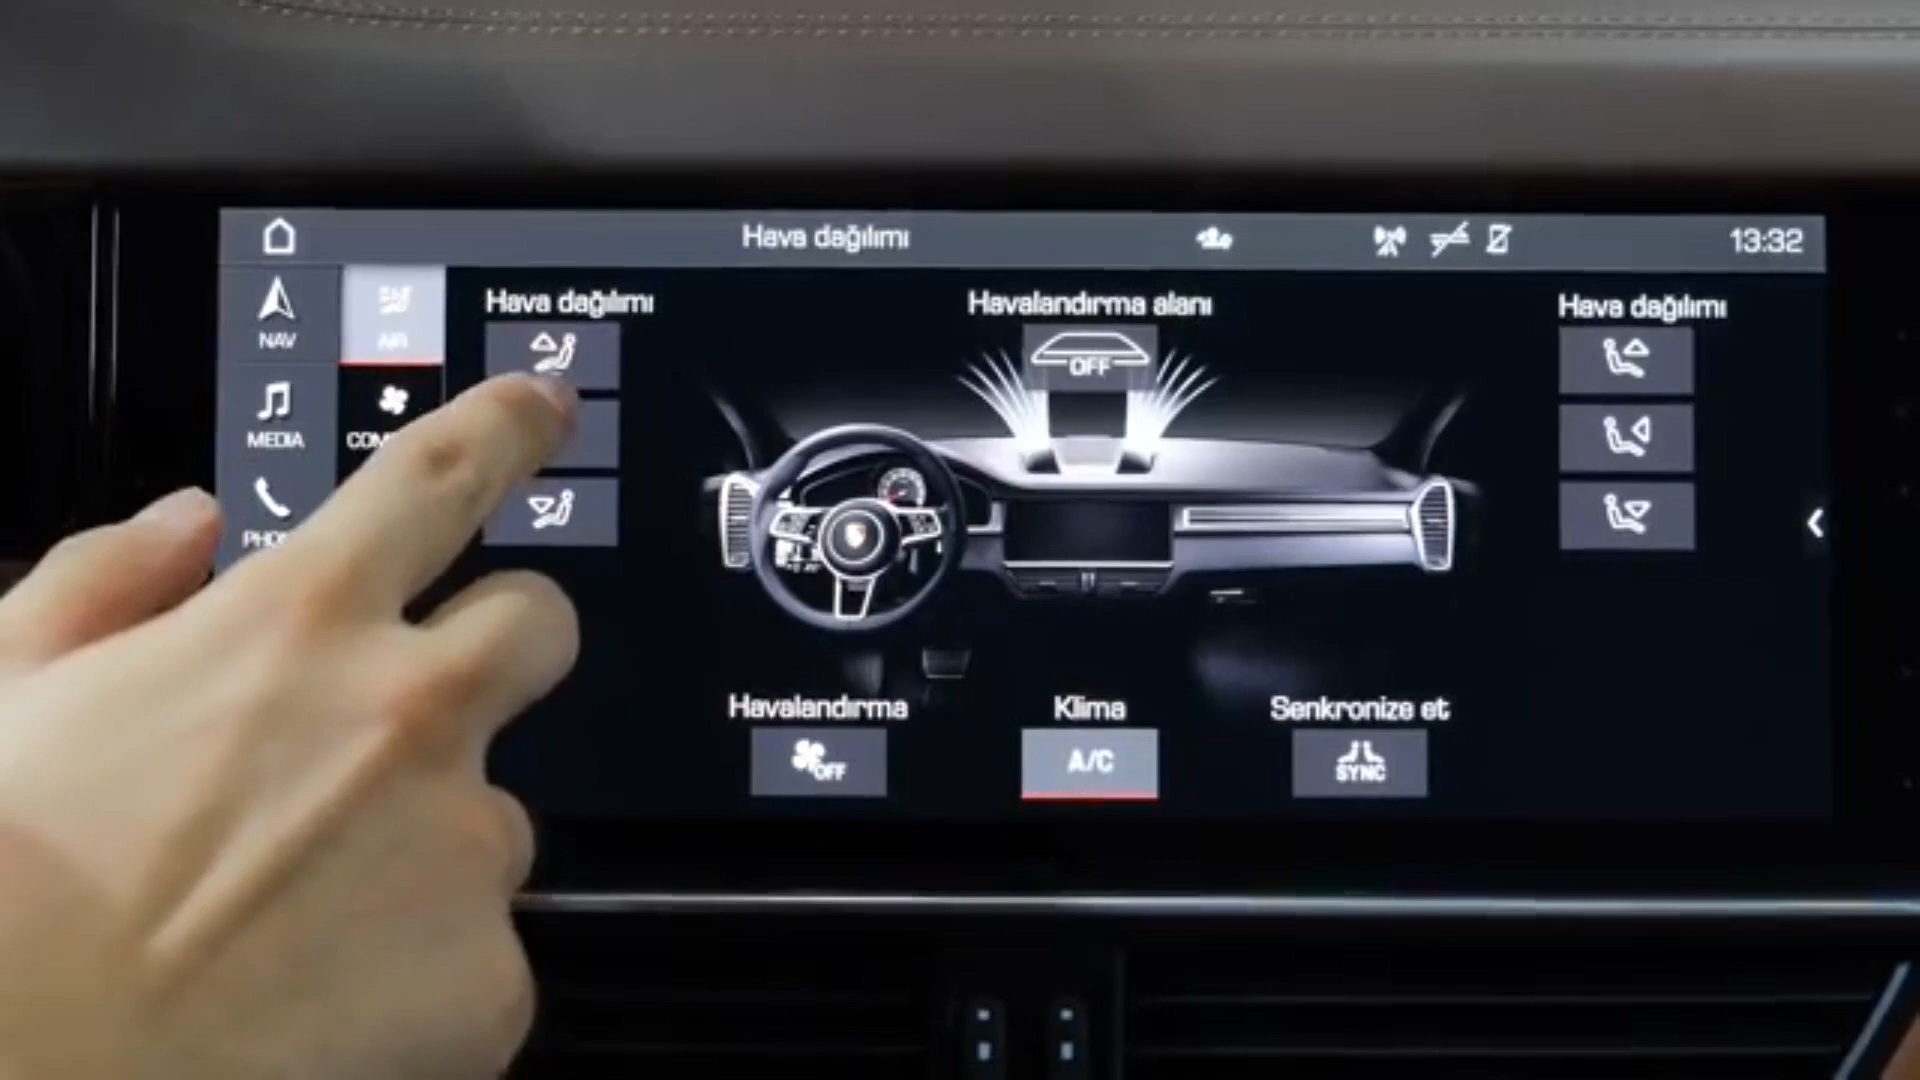 Hava dağılımı
13:32
NAV
AIR
MEDIA
Hava dağılımı
Havalandırma alanı
OFF
Hava dağılımı
Havalandırma
OFF
Klima
A/C
Senkronize et
SYNC